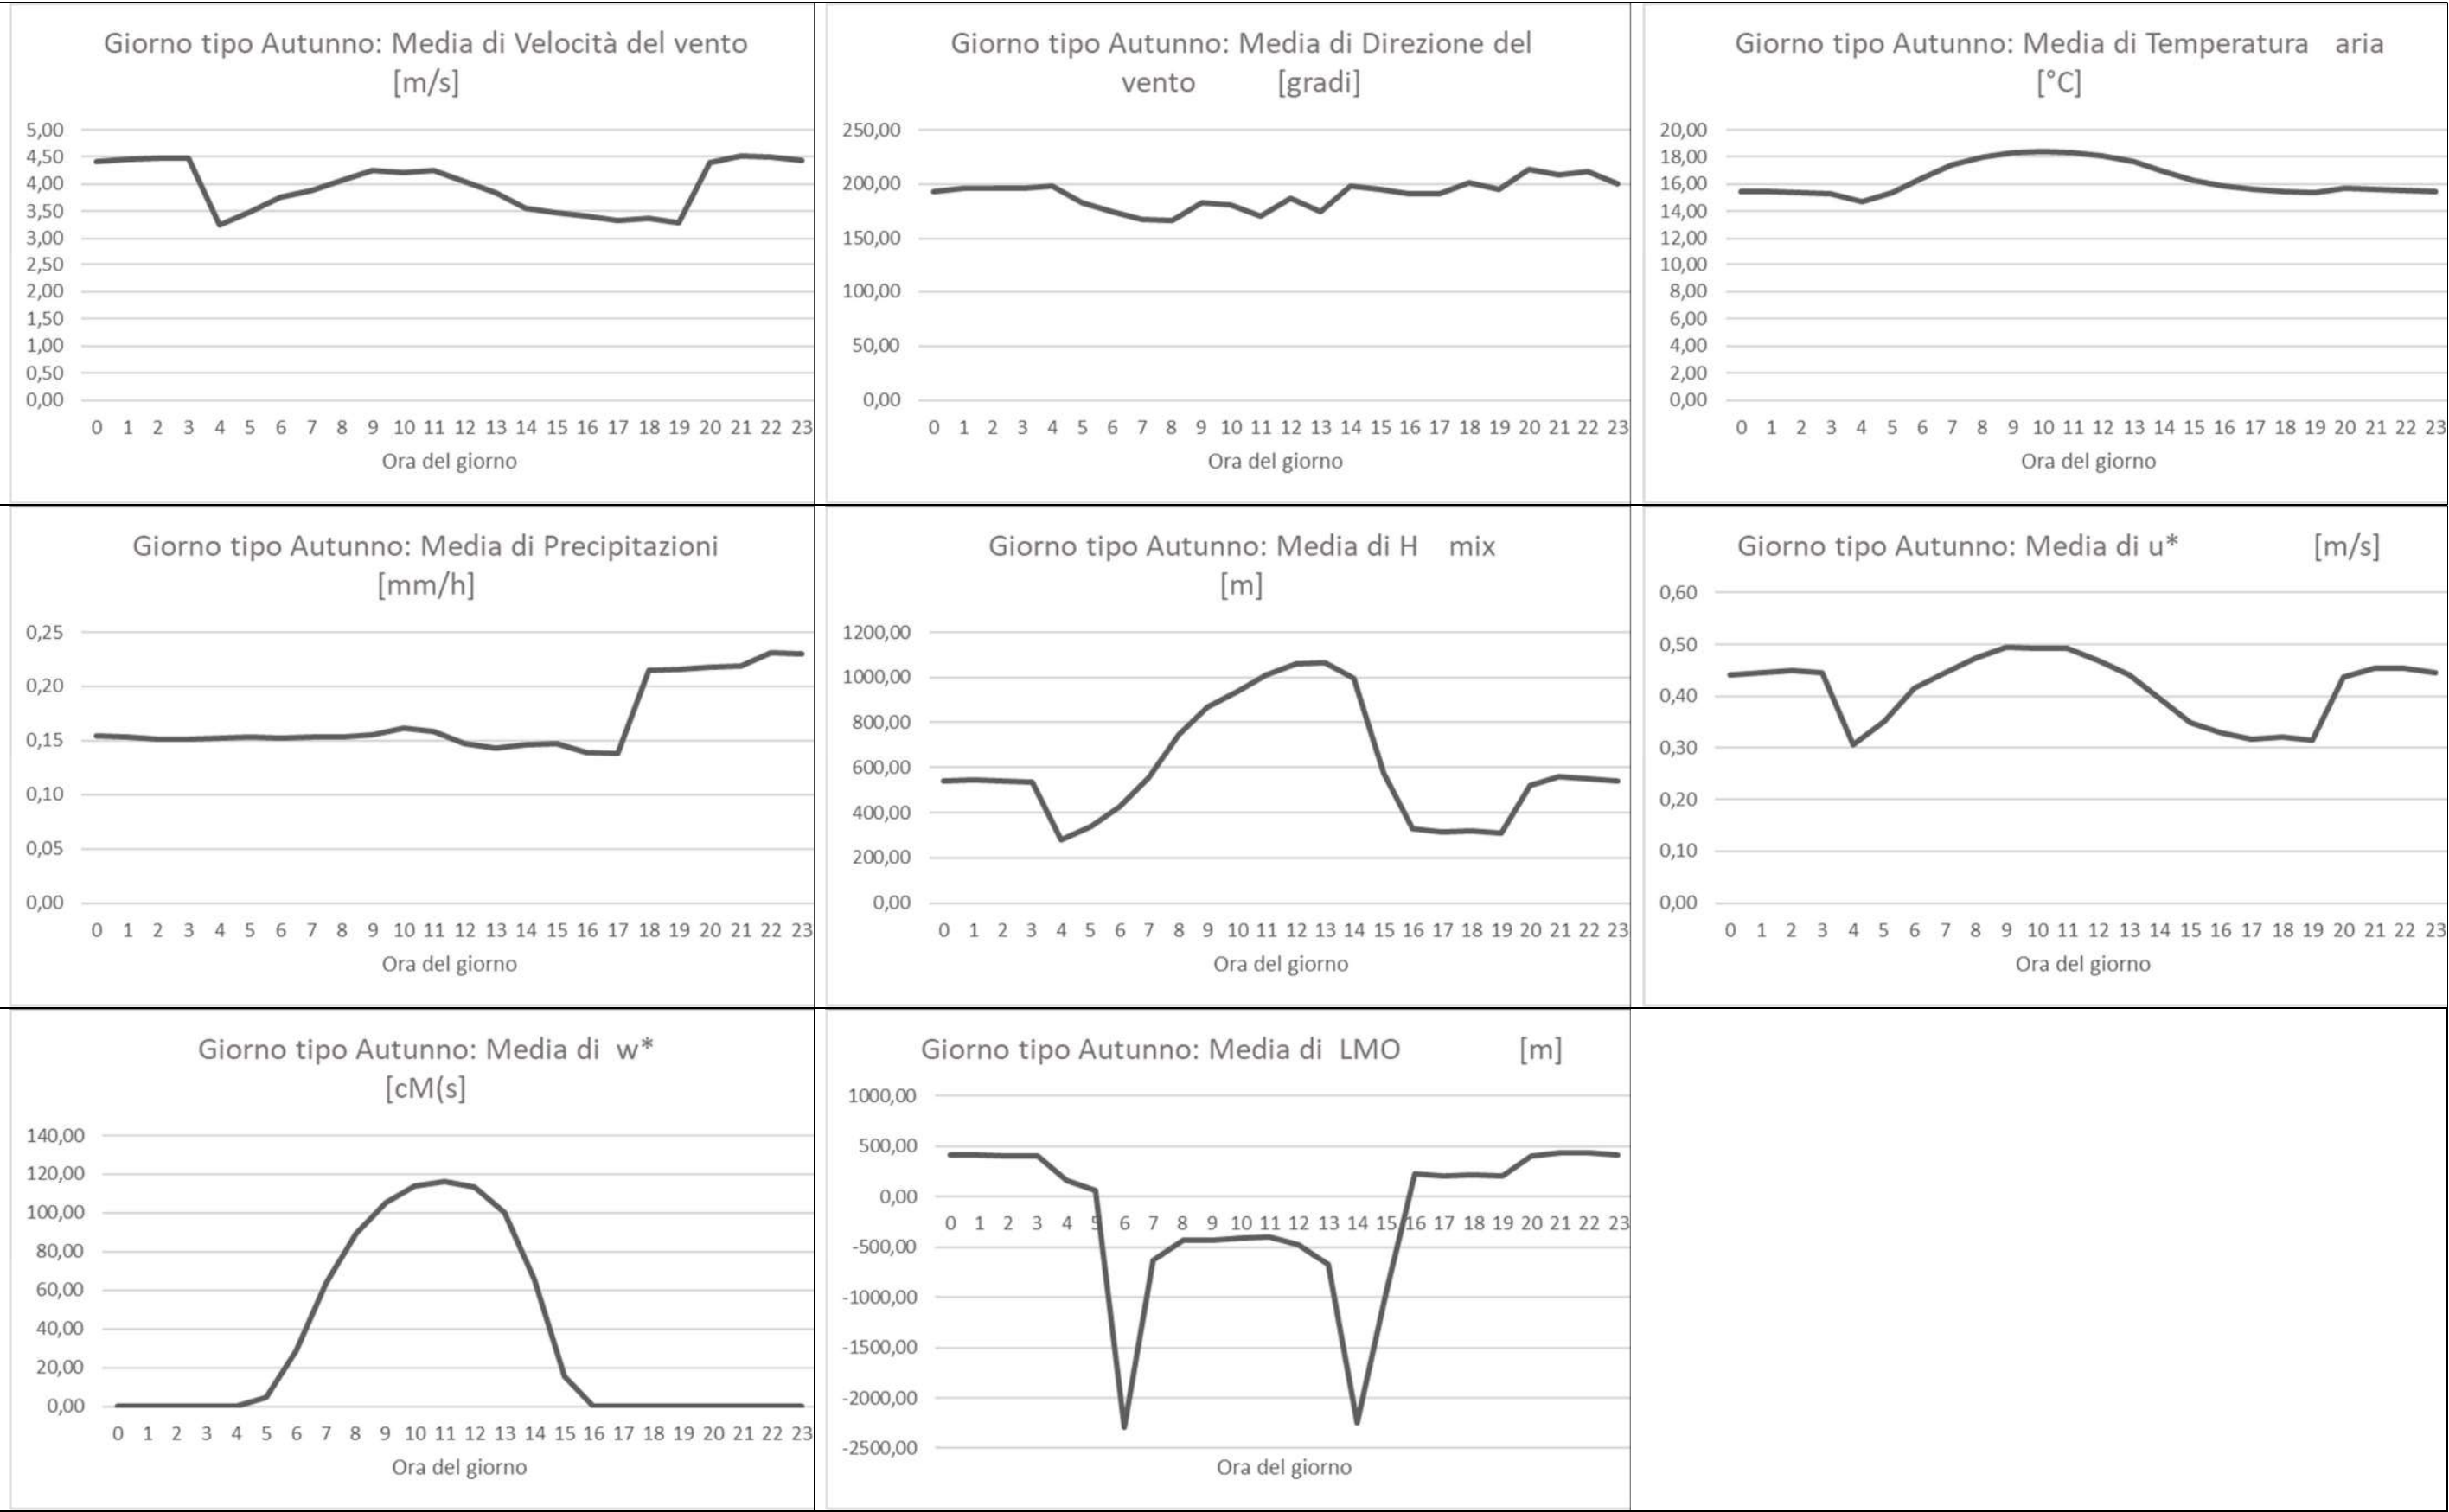 Giorno tipo Autunno: Media di Velocità del vento
[m/s]
5,00
4,50
4,00
3,50
3,00
2,50
2,00
1,50
1,00
0,50
0,00
0 1 2 3 4 5 6 7 8 9 10 11 12 13 14 15 16 17 18 19 20 21 22 23
Ora del giorno
Giorno tipo Autunno: Media di Direzione del
vento [gradi]
250,00
200,00
150,00
100,00
50,00
0,00
0 1 2 3 4 5 6 7 8 9 10 11 12 13 14 15 16 17 18 19 20 21 22 23
Ora del giorno
Giorno tipo Autunno: Media di Temperatura aria
[°C]
20,00
18,00
16,00
14,00
12,00
10,00
8,00
6,00
4,00
2,00
0,00
0 1 2 3 4 5 6 7 8 9 10 11 12 13 14 15 16 17 18 19 20 21 22 23
Ora del giorno
Giorno tipo Autunno: Media di Precipitazioni
[mm/h]
0,25
0,20
0,15
0,10
0,05
0,00
0 1 2 3 4 5 6 7 8 9 10 11 12 13 14 15 16 17 18 19 20 21 22 23
Ora del giorno
Giorno tipo Autunno: Media di H mix
[m]
1200,00
1000,00
800,00
600,00
400,00
200,00
0,00
0 1 2 3 4 5 6 7 8 9 10 11 12 13 14 15 16 17 18 19 20 21 22 23
Ora del giorno
Giorno tipo Autunno: Media di u* [m/s]
0,60
0,50
0,40
0,30
0,20
0,10
0,00
0 1 2 3 4 5 6 7 8 9 10 11 12 13 14 15 16 17 18 19 20 21 22 23
Ora del giorno
Giorno tipo Autunno: Media di w*
[cM(s]
140,00
120,00
100,00
80,00
60,00
40,00
20,00
0,00
0 1 2 3 4 5 6 7 8 9 10 11 12 13 14 15 16 17 18 19 20 21 22 23
Ora del giorno
Giorno tipo Autunno: Media di LMO [m]
1000,00
500,00
0,00
0 1 2 3 4 5 6 7 8 9 10 11 12 13 14 15 16 17 18 19 20 21 22 23
-500,00
-1000,00
-1500,00
-2000,00
-2500,00
Ora del giorno